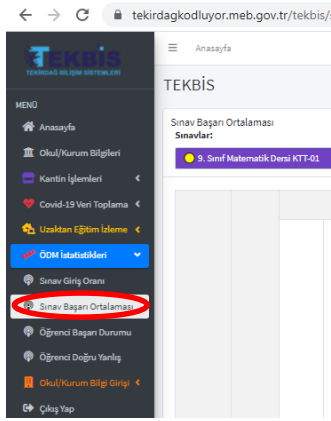 tekirdagkodluyor.meb.gov.tr/tekbis/
TEKBİS
TEKİRDAĞ BİLİŞİM SİSTEMLERİ
Anasayfa
TEKBİS
MENÜ
Anasayfa
Okul/Kurum Bilgileri
Kantin İşlemleri
Covid-19 Veri Toplama
Uzaktan Eğitim İzleme
ÖDM İstatistikleri
Sınav Giriş Oranı
Sınav Başarı Ortalaması
Öğrenci Başarı Durumu
Öğrenci Doğru Yanlış
Okul/Kurum Bilgi Girişi
Çıkış Yap
Sınav Başarı Ortalaması
Sınavlar:
9. Sınıf Matematik Dersi KTT-01